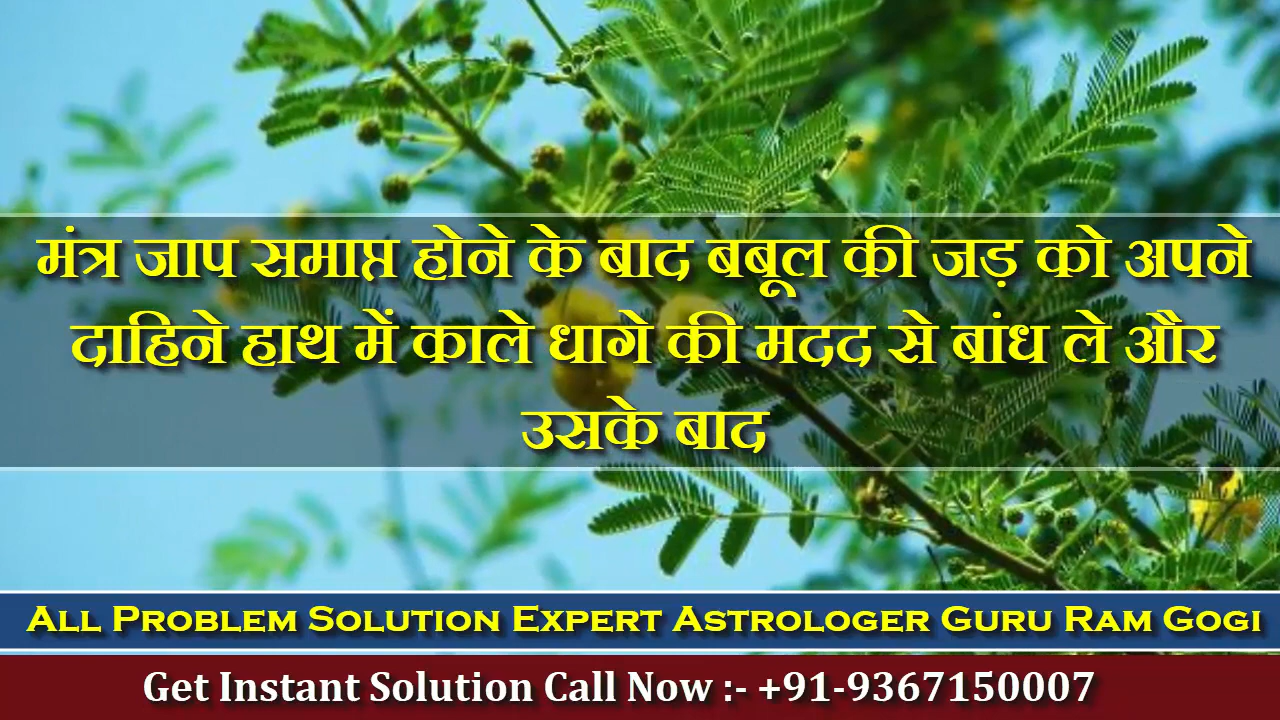 मंत्र जाप समाप्त होने के बाद बबूल की जड़ को अपने
दाहिने हाथ में काले धागे की मदद से बांध ले और
उसके बाद
All Problem Solution Expert Astrologer Guru Ram Gogi
Get Instant Solution Call Now :- +91-9367150007